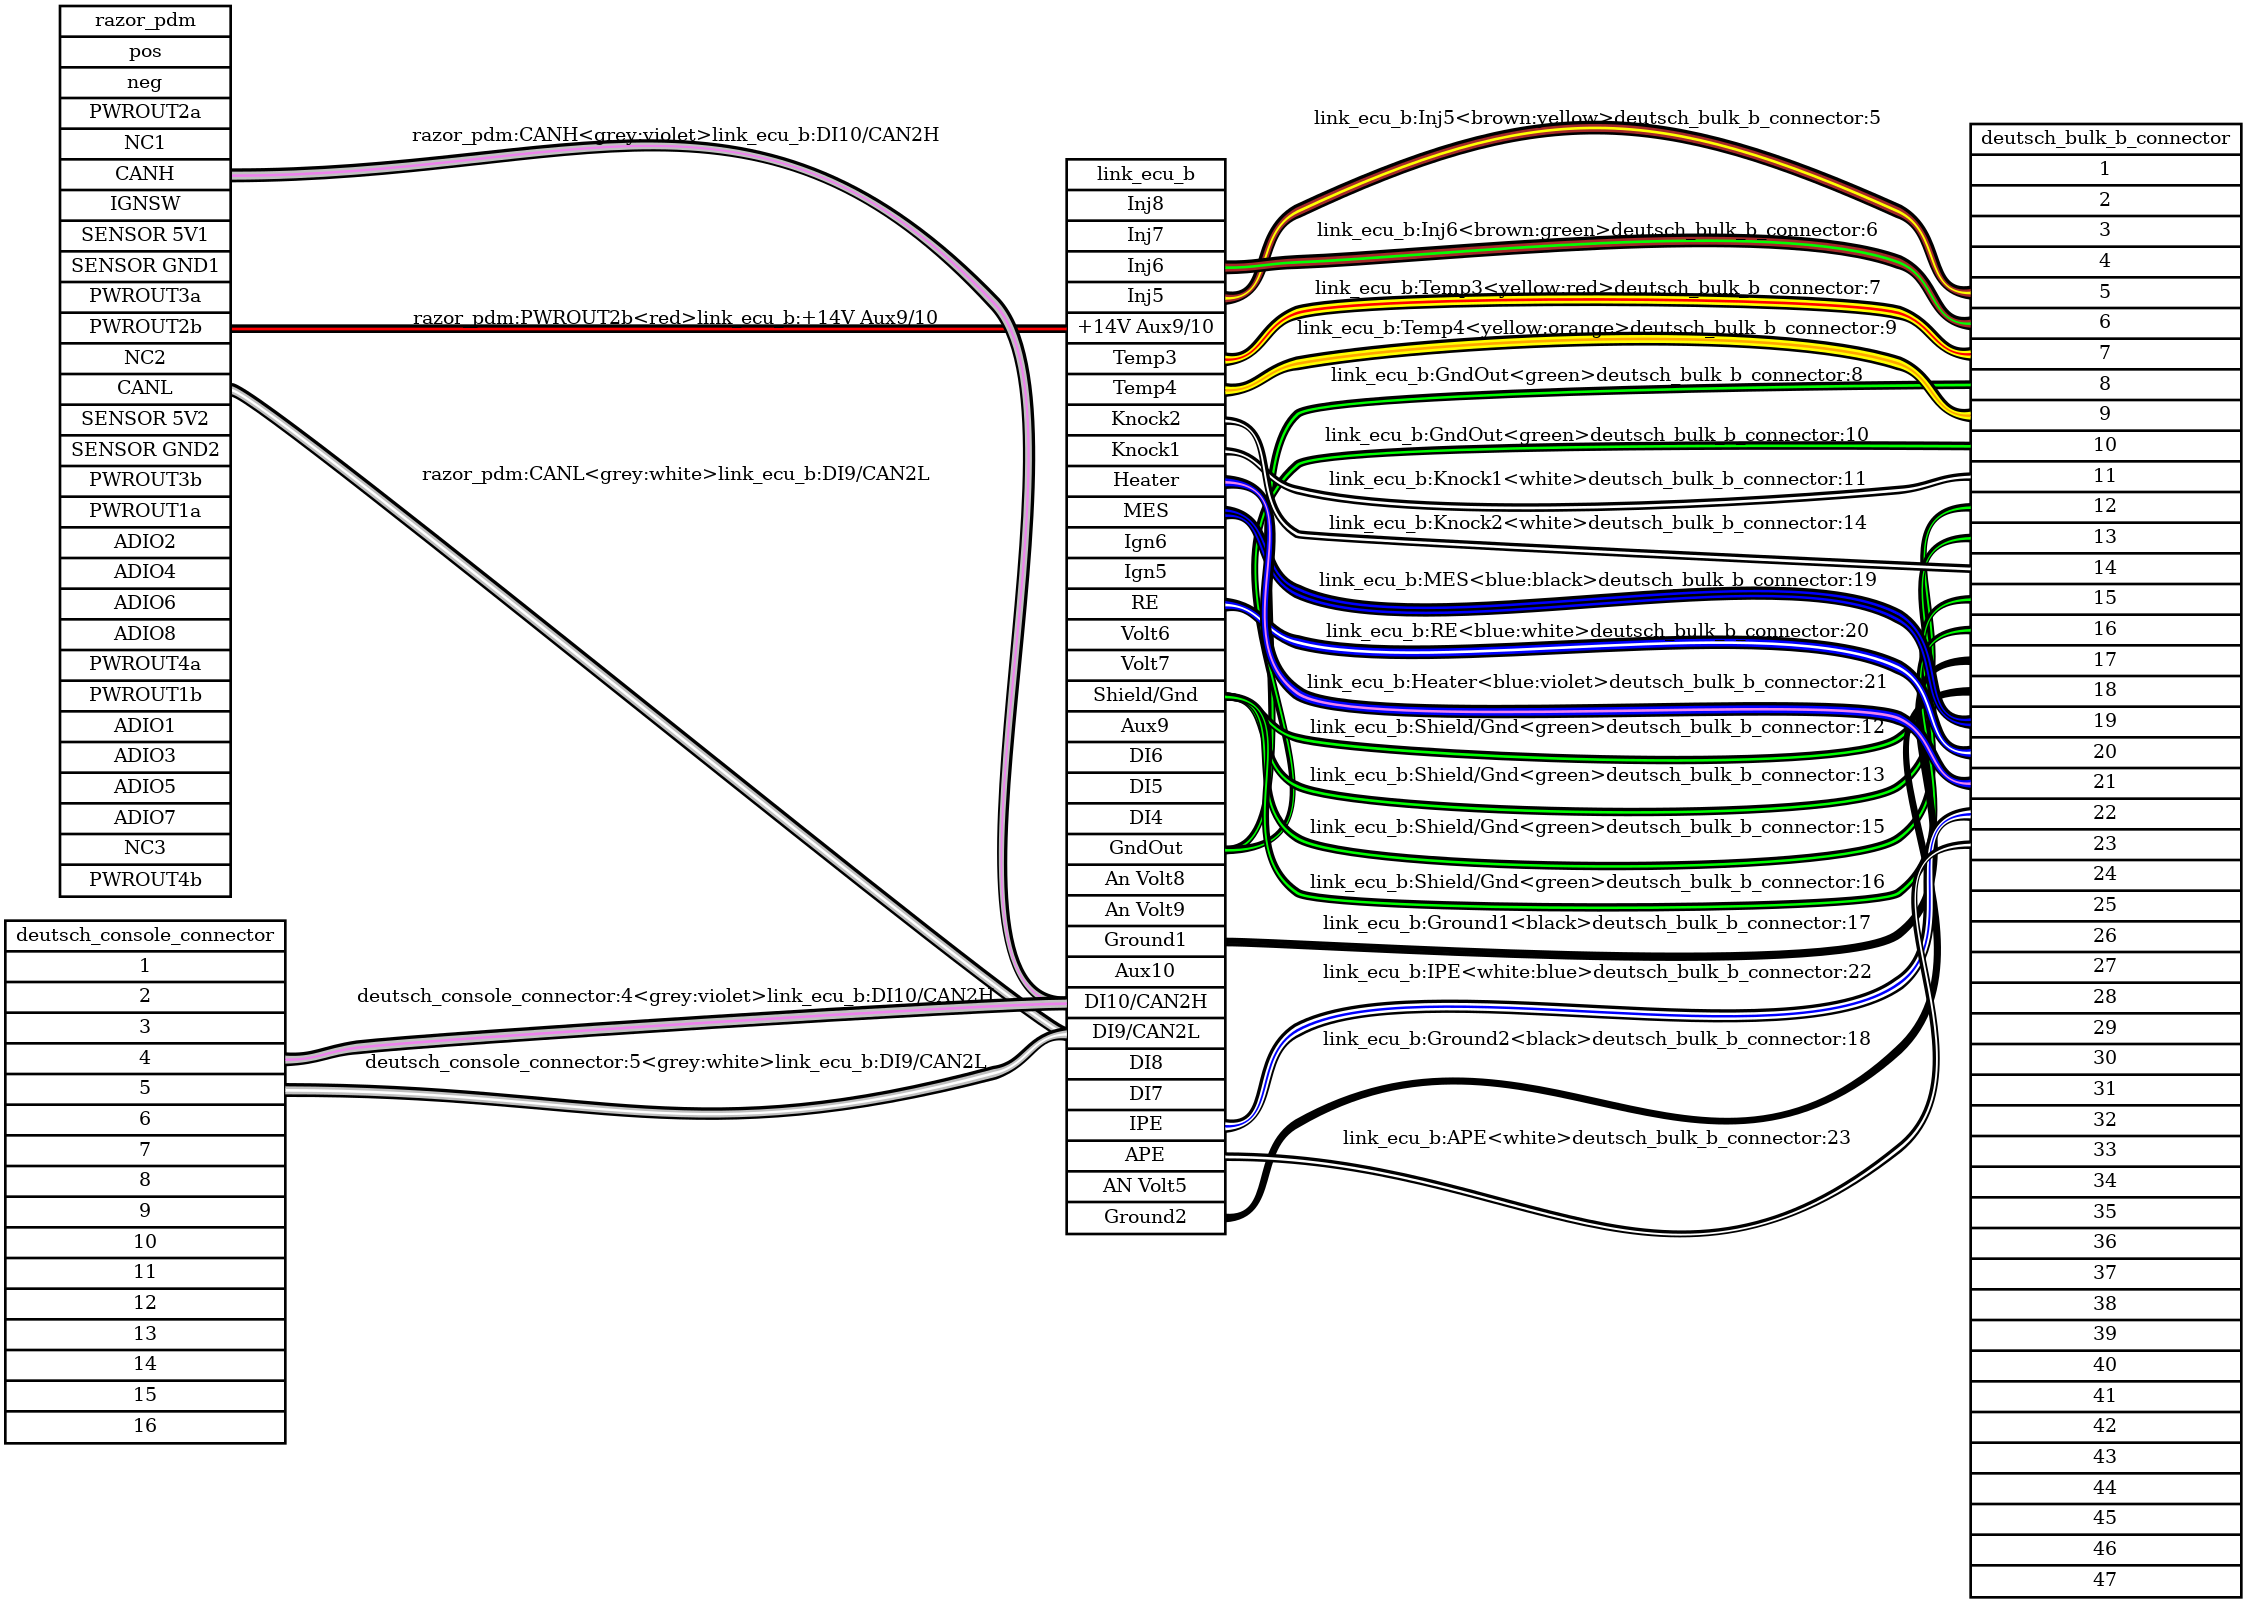 razor_pdm
pos
neg
PWROUT2a
NC1
CANH
IGNSW
SENSOR 5V1
SENSOR GND1
PWROUT3a
PWROUT2b
NC2
CANL
SENSOR 5V2
SENSOR GND2
PWROUT3b
PWROUT1a
ADIO2
ADIO4
ADIO6
ADIO8
PWROUT4a
PWROUT1b
ADIO1
ADIO3
ADIO5
ADIO7
NC3
PWROUT4b
deutsch_console_connector
1
2
3
4
5
6
7
8
9
10
11
12
13
14
15
16
razor_pdm:CANH<grey:violet>link_ecu_b:DI10/CAN2H
razor_pdm:PWROUT2b<red>link_ecu_b:+14V Aux9/10
razor_pdm:CANL<grey:white>link_ecu_b:DI9/CAN2L
deutsch_console_connector:4<grey:violet>link_ecu_b:DI10/CAN2H
deutsch_console_connector:5<grey:white>link_ecu_b:DI9/CAN2L
link_ecu_b
Inj8
Inj7
Inj6
Inj5
+14V Aux9/10
Temp3
Temp4
Knock2
Knock1
Heater
MES
Ign6
Ign5
RE
Volt6
Volt7
Shield/Gnd
Aux9
DI6
DI5
DI4
GndOut
An Volt8
An Volt9
Ground1
Aux10
DI10/CAN2H
DI9/CAN2L
DI8
DI7
IPE
APE
AN Volt5
Ground2
link_ecu_b:Inj5<brown:yellow>deutsch_bulk_b_connector:5
link_ecu_b:Inj6<brown:green>deutsch_bulk_b_connector:6
link_ecu_b:Temp3<yellow:red>deutsch_bulk_b_connector:7
link_ecu_b:Temp4<yellow:orange>deutsch_bulk_b_connector:9
link_ecu_b:GndOut<green>deutsch_bulk_b_connector:8
link_ecu_b:GndOut<green>deutsch_bulk_b_connector:10
link_ecu_b:Knock1<white>deutsch_bulk_b_connector:11
link_ecu_b:Knock2<white>deutsch_bulk_b_connector:14
link_ecu_b:MES<blue:black>deutsch_bulk_b_connector:19
link_ecu_b:RE<blue:white>deutsch_bulk_b_connector:20
link_ecu_b:Heater<blue:violet>deutsch_bulk_b_connector:21
link_ecu_b:Shield/Gnd<green>deutsch_bulk_b_connector:12
link_ecu_b:Shield/Gnd<green>deutsch_bulk_b_connector:13
link_ecu_b:Shield/Gnd<green>deutsch_bulk_b_connector:15
link_ecu_b:Shield/Gnd<green>deutsch_bulk_b_connector:16
link_ecu_b:Ground1<black>deutsch_bulk_b_connector:17
link_ecu_b:IPE<white:blue>deutsch_bulk_b_connector:22
link_ecu_b:Ground2<black>deutsch_bulk_b_connector:18
link_ecu_b:APE<white>deutsch_bulk_b_connector:23
deutsch_bulk_b_connector
1
2
3
4
5
6
7
8
9
10
11
12
13
14
15
16
17
18
19
20
21
22
23
24
25
26
27
28
29
30
31
32
33
34
35
36
37
38
39
40
41
42
43
44
45
46
47